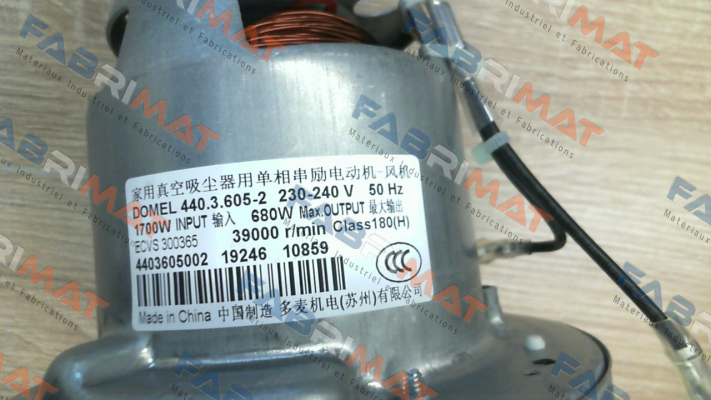 家用真空吸尘器用单相串励电动机-风机
DOMEL 440.3.605-2 230-240 V 50 Hz
1700W INPUT 输入 680W Max.OUTPUT 最大输出
ECVS 300365 39000 r/min Class180(H)
4403605002 19246 10859
CCC
Made in China 中国制造 多麦机电(苏州)有限公司
FABRIMAT
Matériaux Industriel et Fabrications